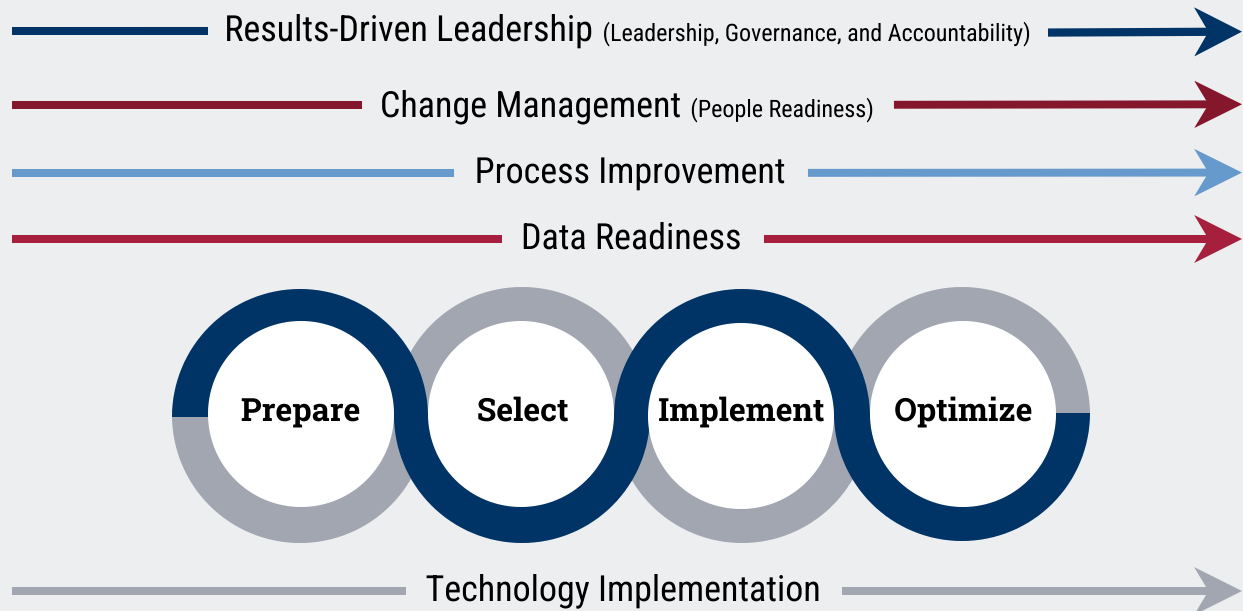 Results-Driven Leadership (Leadership, Governance, and Accountability)
Change Management (People Readiness)
Process Improvement
Data Readiness
Prepare
Select
Implement
Optimize
Technology Implementation